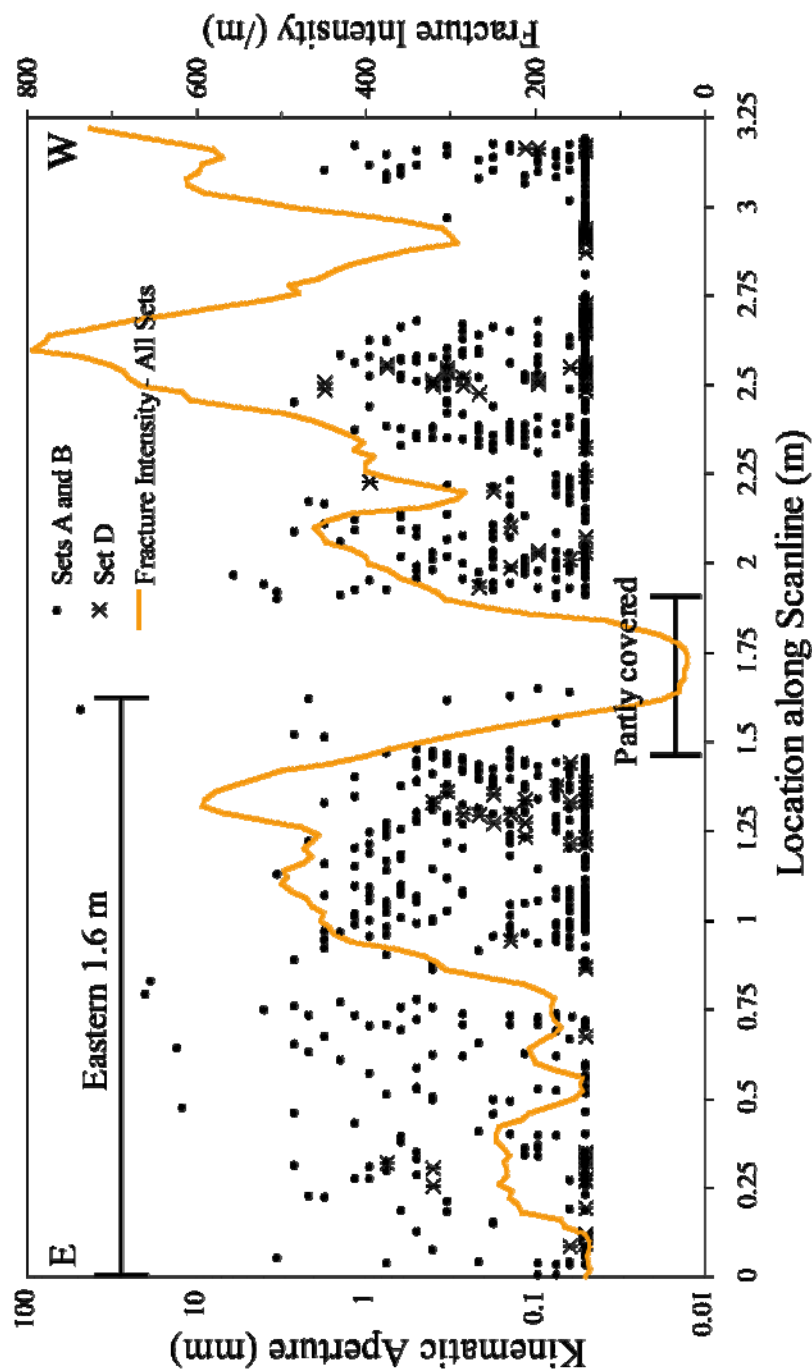 Kinematic Aperture (mm)
100
10
1
0.1
0.01
Fracture Intensity (/m)
800
600
400
200
0
E
W
Eastern 1.6 m
Sets A and B
Set D
Fracture Intensity - All Sets
Partly covered
0
0.25
0.5
0.75
1
1.25
1.5
1.75
2
2.25
2.5
2.75
3
3.25
Location along Scanline (m)